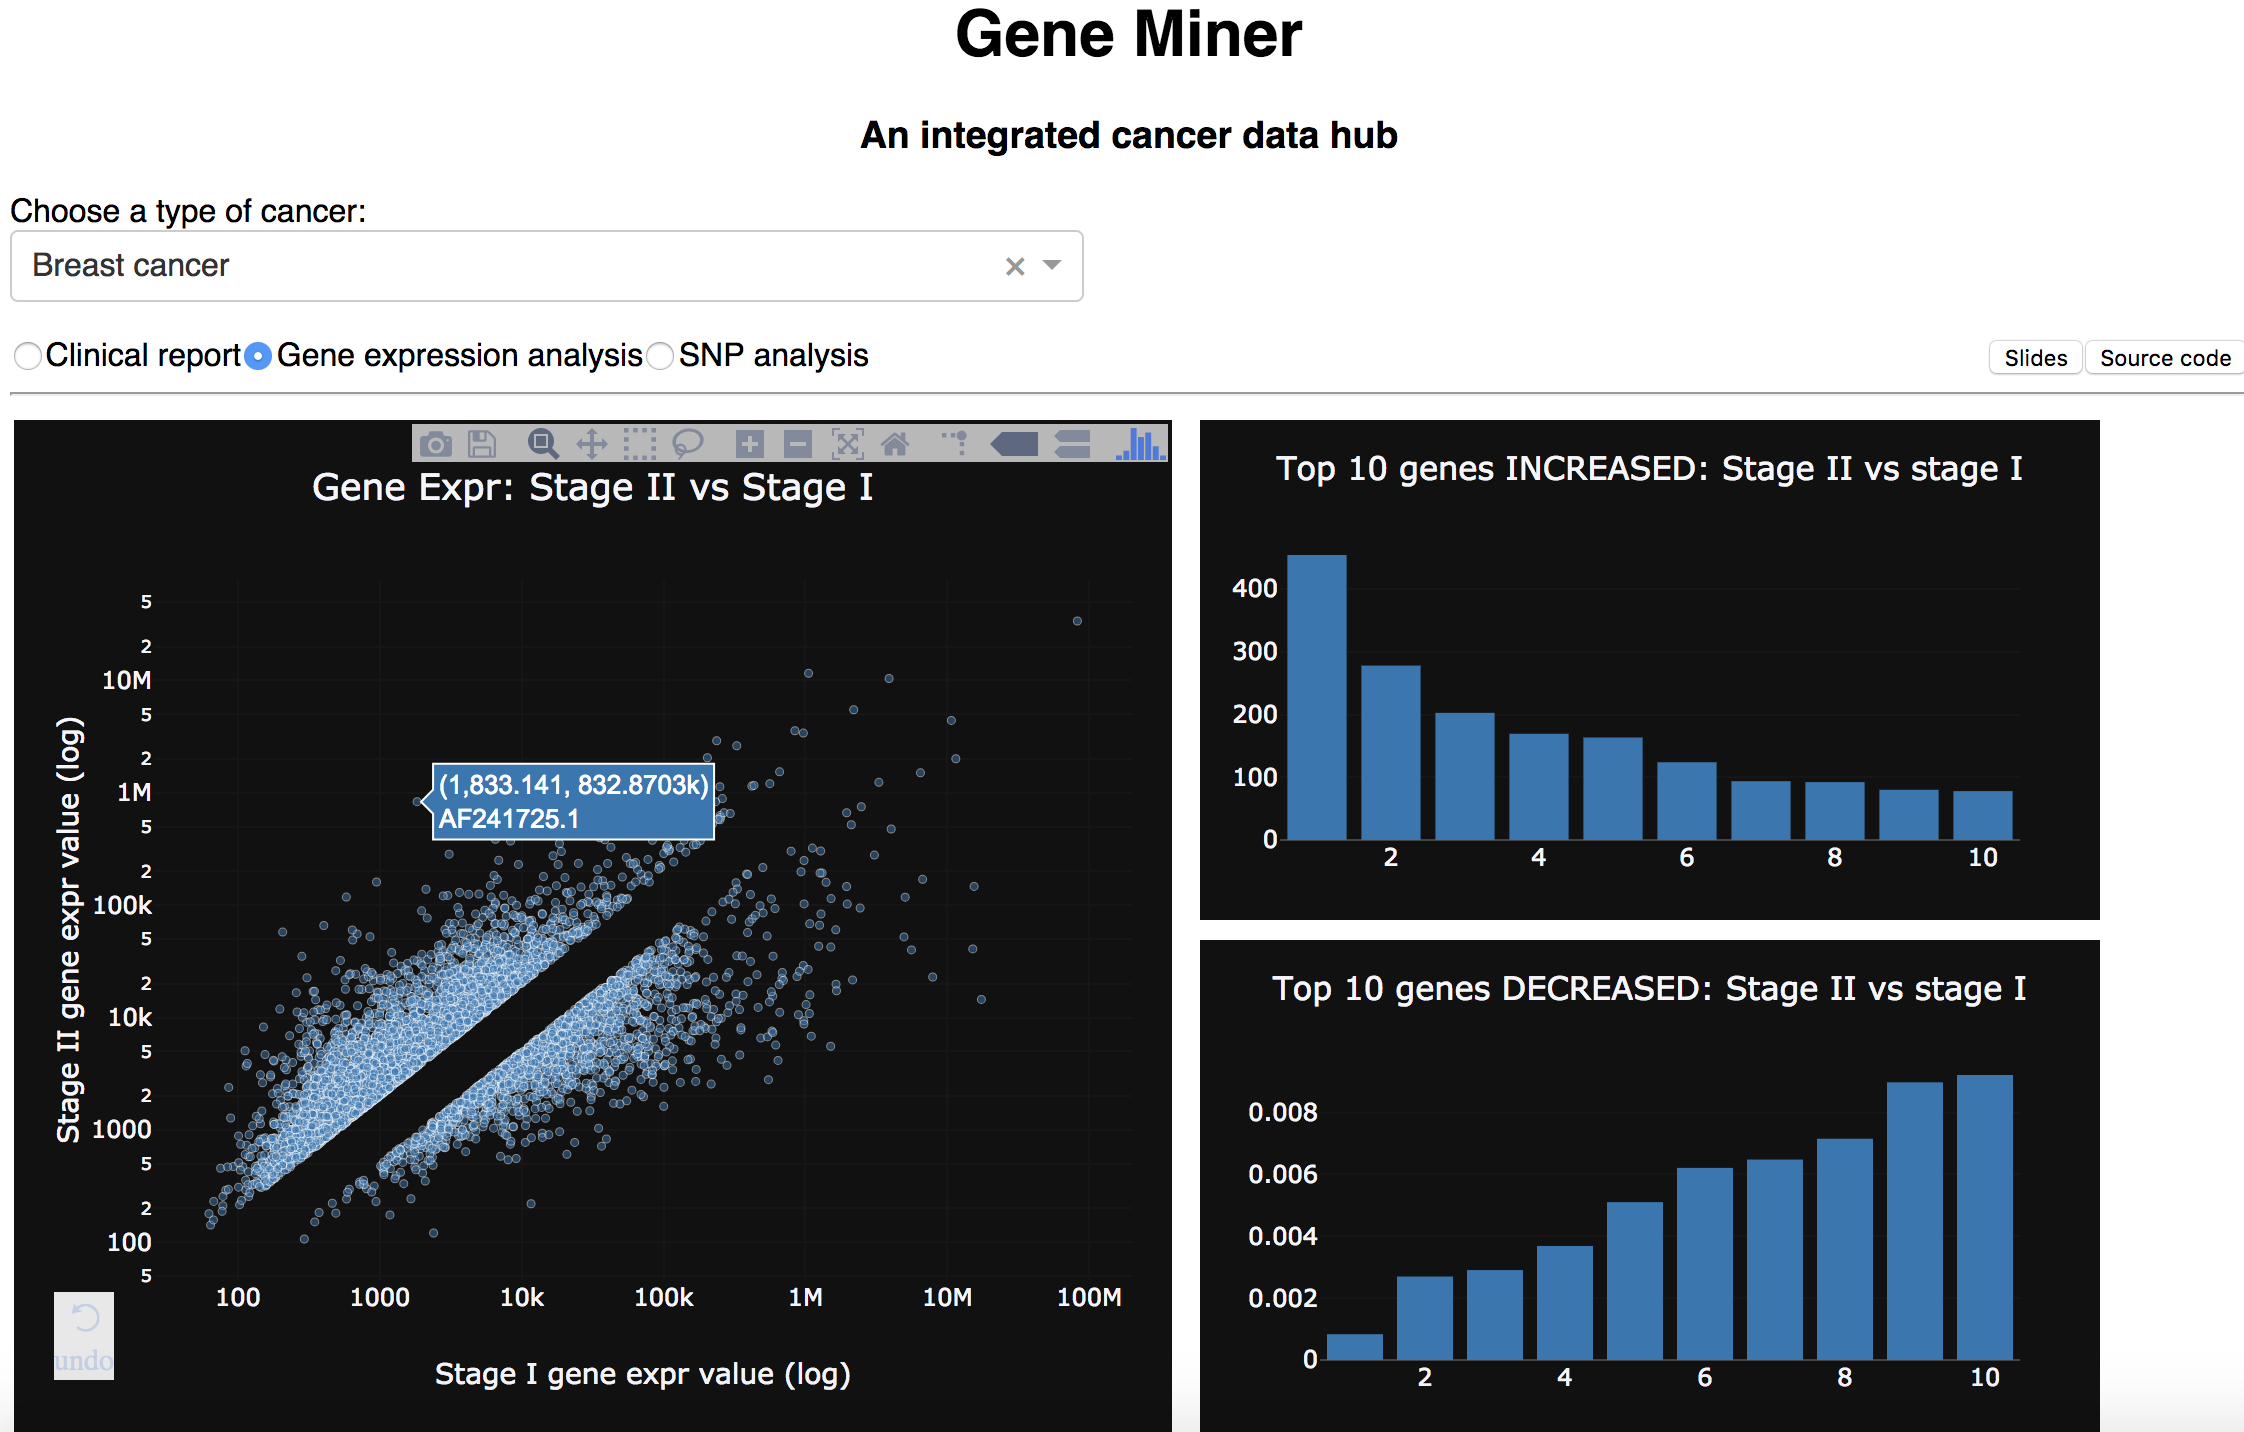 Gene Miner
An integrated cancer data hub
Choose a type of cancer:
Breast cancer
Clinical report Gene expression analysis SNP analysis
Slides Source code
Gene Expr: Stage II vs Stage I
Stage II gene expr value (log)
5
2
10M
5
2
1M
5
2
100k
5
2
10k
5
2
1000
5
2
100
5
(1,833.141, 832.8703k)
AF241725.1
100 1000 10k 100k 1M 10M 100M
Stage I gene expr value (log)
undo
Top 10 genes INCREASED: Stage II vs stage I
400
300
200
100
0
2 4 6 8 10
Top 10 genes DECREASED: Stage II vs stage I
0.008
0.006
0.004
0.002
0
2 4 6 8 10